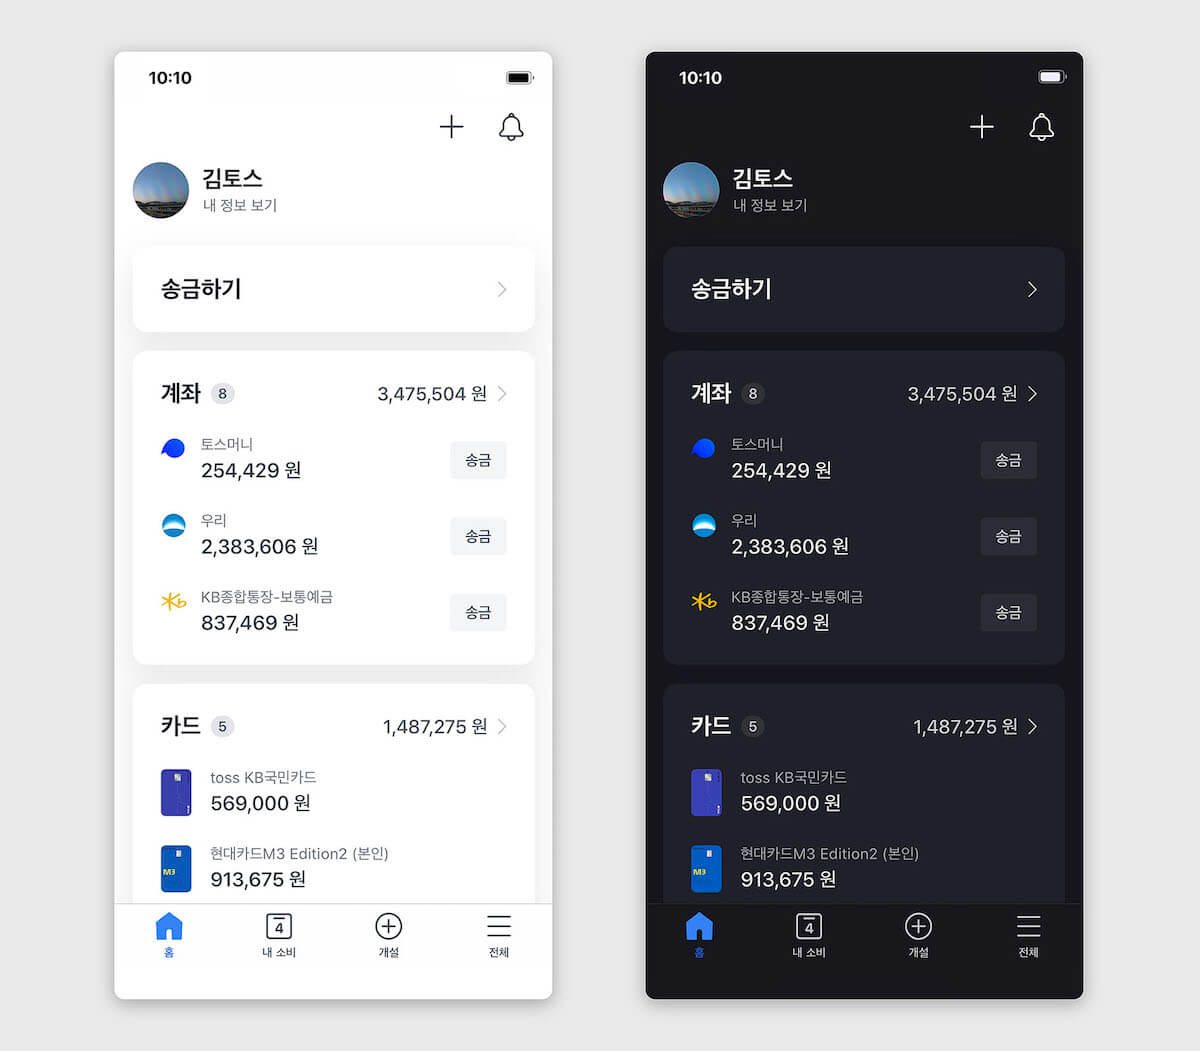 10:10
김토스
내 정보 보기
송금하기
계좌 8 3,475,504 원
토스머니
254,429 원
송금
우리
2,383,606 원
송금
KB종합통장-보통예금
837,469 원
송금
카드 5 1,487,275 원
toss KB국민카드
569,000 원
현대카드M3 Edition2 (본인)
M3
913,675 원
홈
4
내 소비
개설
전체
10:10
김토스
내 정보 보기
송금하기
계좌 8 3,475,504 원
토스머니
254,429 원
송금
우리
2,383,606 원
송금
KB종합통장-보통예금
837,469 원
송금
카드 5 1,487,275 원
toss KB국민카드
569,000 원
현대카드M3 Edition2 (본인)
M3
913,675 원
홈
4
내 소비
개설
전체